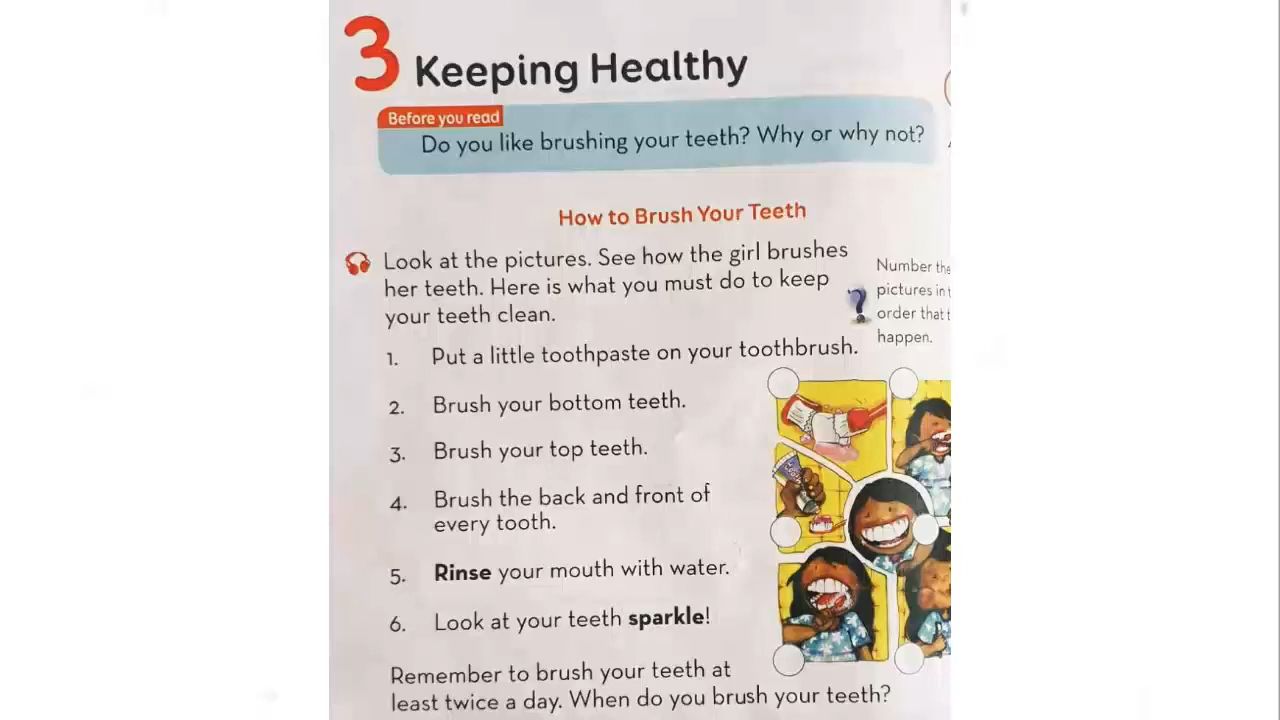 3 Keeping Healthy
Before you read
Do you like brushing your teeth? Why or why not?
How to Brush Your Teeth
Look at the pictures. See how the girl brushes
her teeth. Here is what you must do to keep
your teeth clean.
1. Put a little toothpaste on your toothbrush.
2. Brush your bottom teeth.
3. Brush your top teeth.
4. Brush the back and front of
every tooth.
5. Rinse your mouth with water.
6. Look at your teeth sparkle!
Remember to brush your teeth at
least twice a day. When do you brush your teeth?
Number the
pictures in
?
order that
happen.